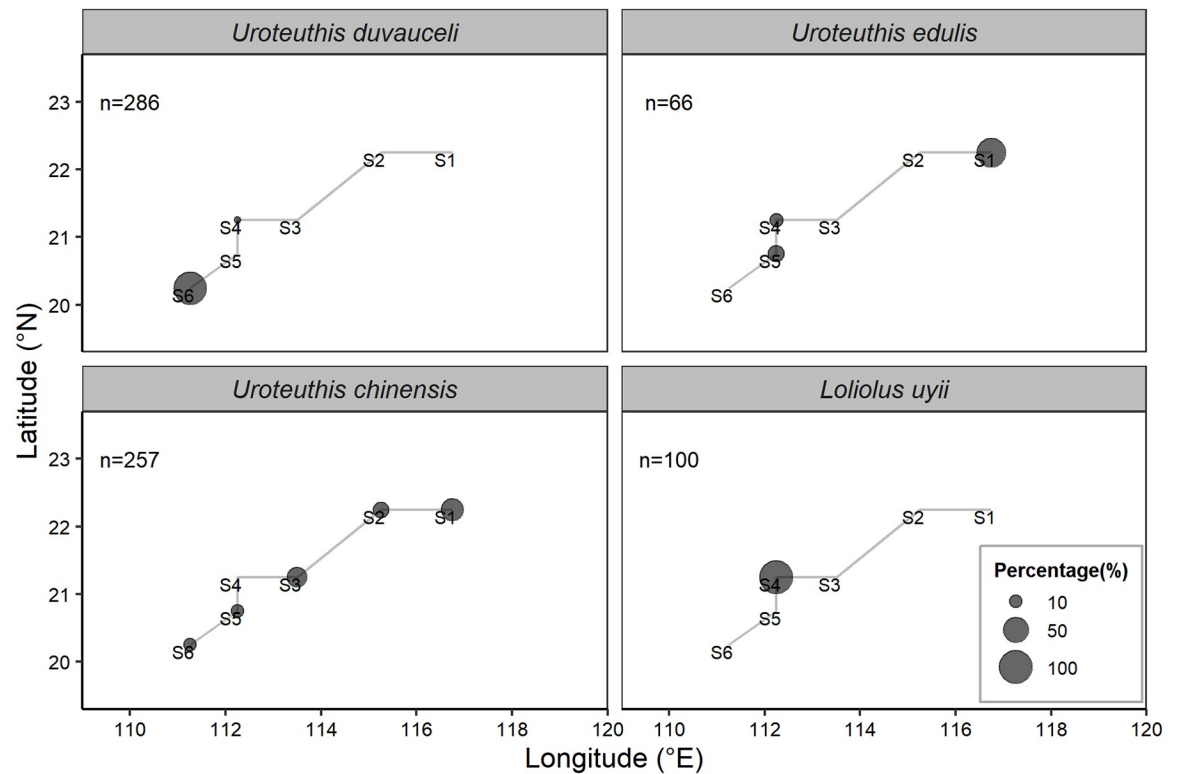 Uroteuthis duvauceli
Uroteuthis edulis
23
22
21
20
n=286
S2 S1
S4 S3
S5
S6
n=66
S2 S1
S4 S3
S5
S6
Latitude (°N)
Uroteuthis chinensis
Loliolus uyii
23
22
21
20
n=257
S2 S1
S4 S3
S5
S6
n=100
S2 S1
S4 S3
S5
S6
Percentage(%)
10
50
100
110 112 114 116 118 120
110 112 114 116 118 120
Longitude (°E)